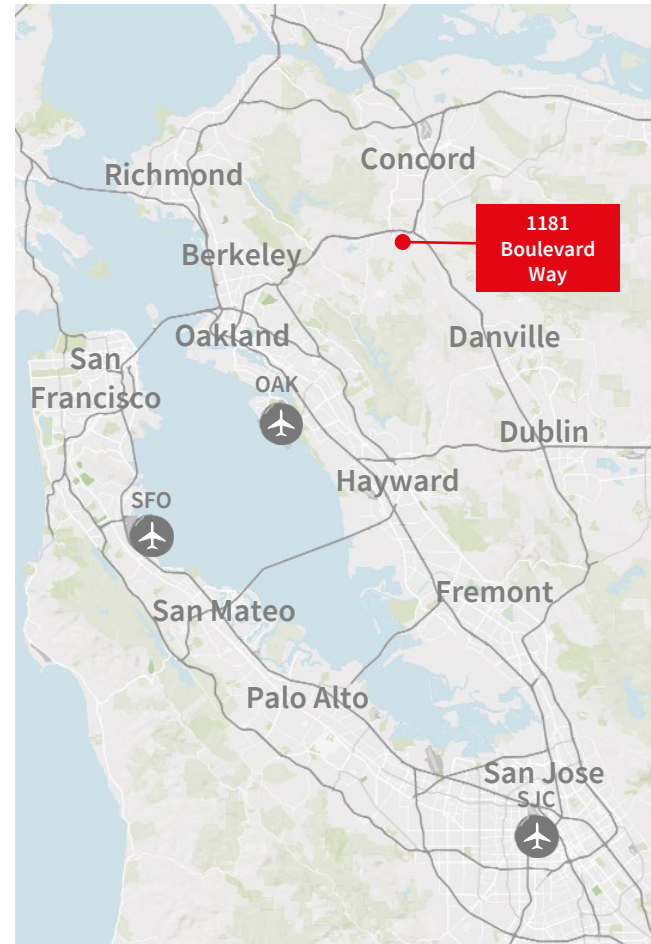 Concord
Richmond
1181
Boulevard
Way
Berkeley
Oakland
Danville
San
Francisco
OAK
Dublin
Hayward
SFO
Fremont
San Mateo
Palo Alto
San Jose
SJC